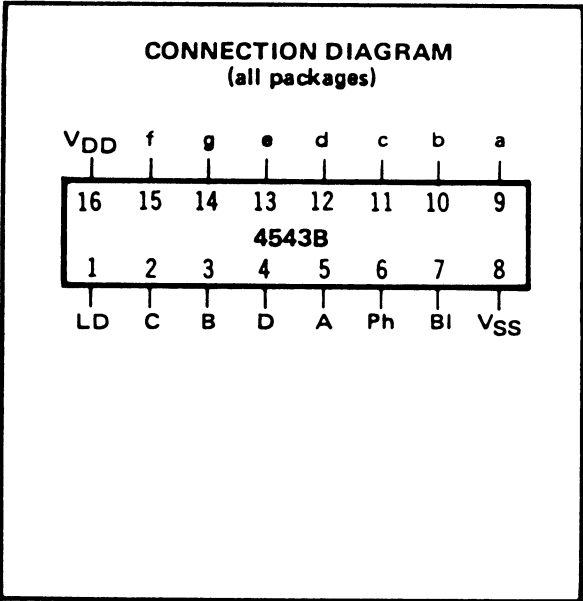 CONNECTION DIAGRAM
(all packages)
VDD f g e d c b a
16 15 14 13 12 11 10 9
4543B
1 2 3 4 5 6 7 8
LD C B D A Ph BI VSS